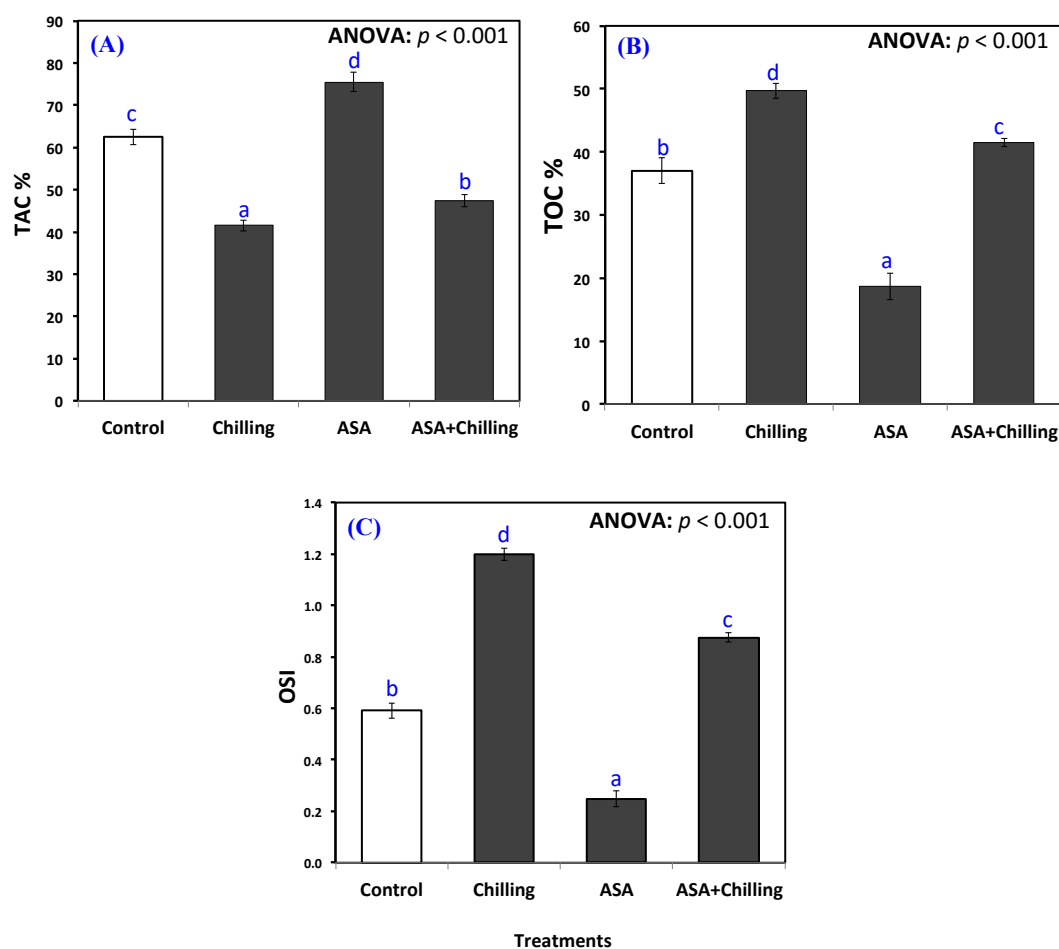 (A)
ANOVA: p < 0.001
TAC %
90
80
70
60
50
40
30
20
10
0
c
a
d
b
Control Chilling ASA ASA+Chilling
(B)
ANOVA: p < 0.001
TOC %
60
50
40
30
20
10
0
b
d
a
c
Control Chilling ASA ASA+Chilling
(C)
ANOVA: p < 0.001
OSI
1.4
1.2
1.0
0.8
0.6
0.4
0.2
0.0
b
d
a
c
Control Chilling ASA ASA+Chilling
Treatments